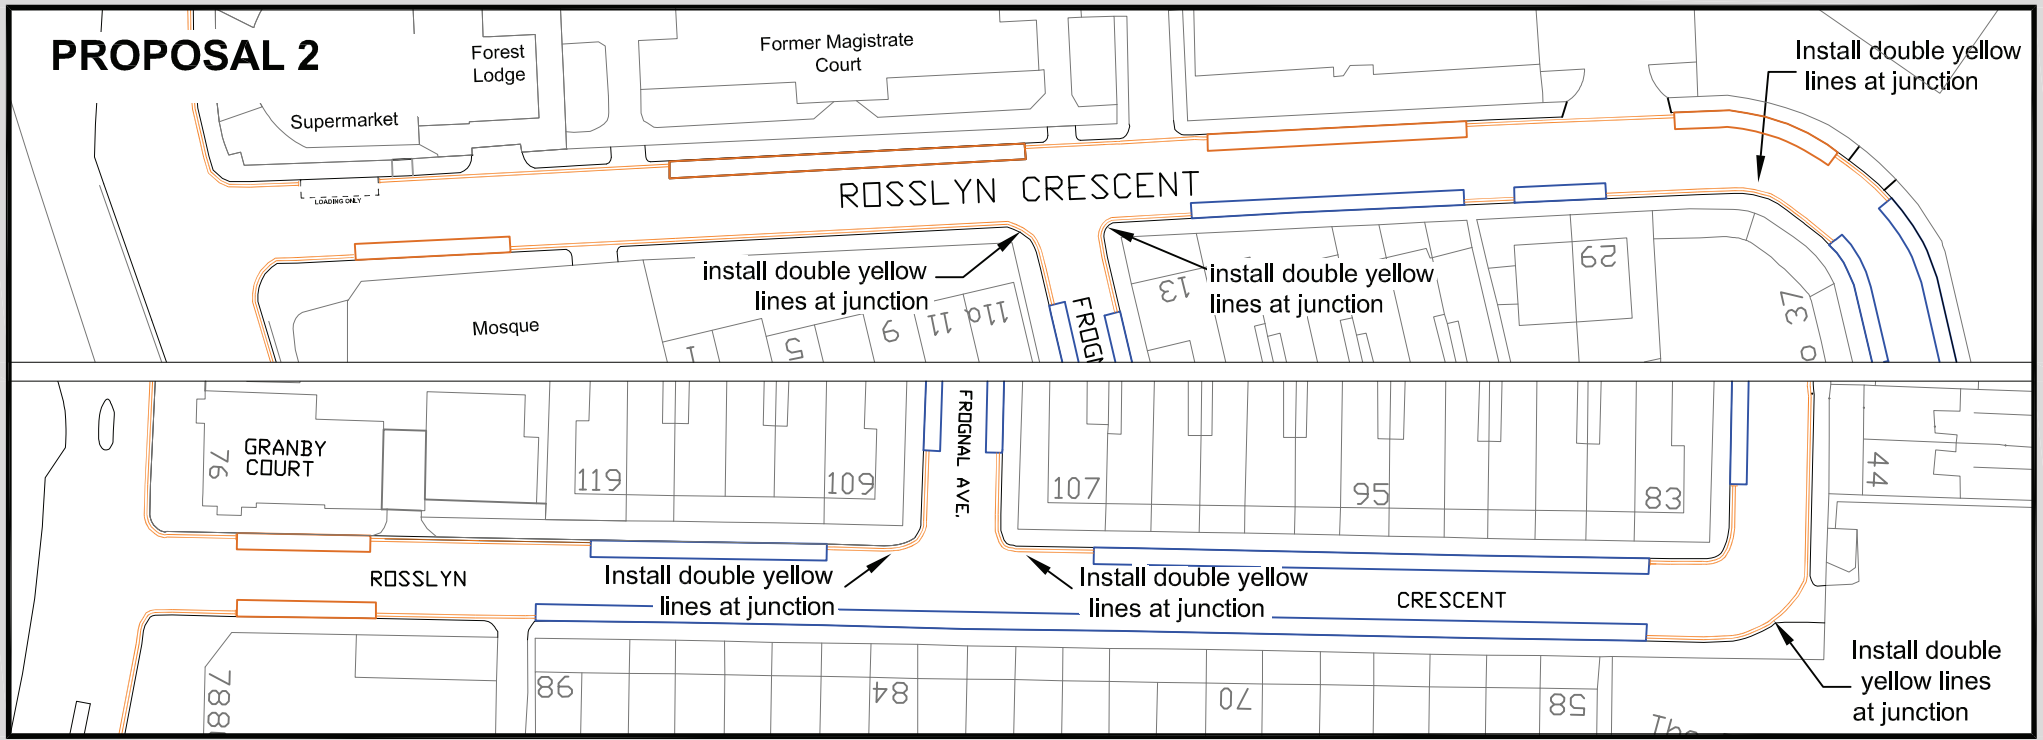 PROPOSAL 2
Forest
Lodge
Former Magistrate
Court
Supermarket
LOADING ONLY
Install double yellow
lines at junction
ROSSLYN CRESCENT
install double yellow
lines at junction
install double yellow
lines at junction
Mosque
1
5
9
11
11a
FROGN
13
29
37
GRANBY
COURT
76
119
109
FROGNAL AVE.
107
95
83
44
ROSSLYN
Install double yellow
lines at junction
Install double yellow
lines at junction
CRESCENT
Install double
yellow lines
at junction
788
98
84
70
58